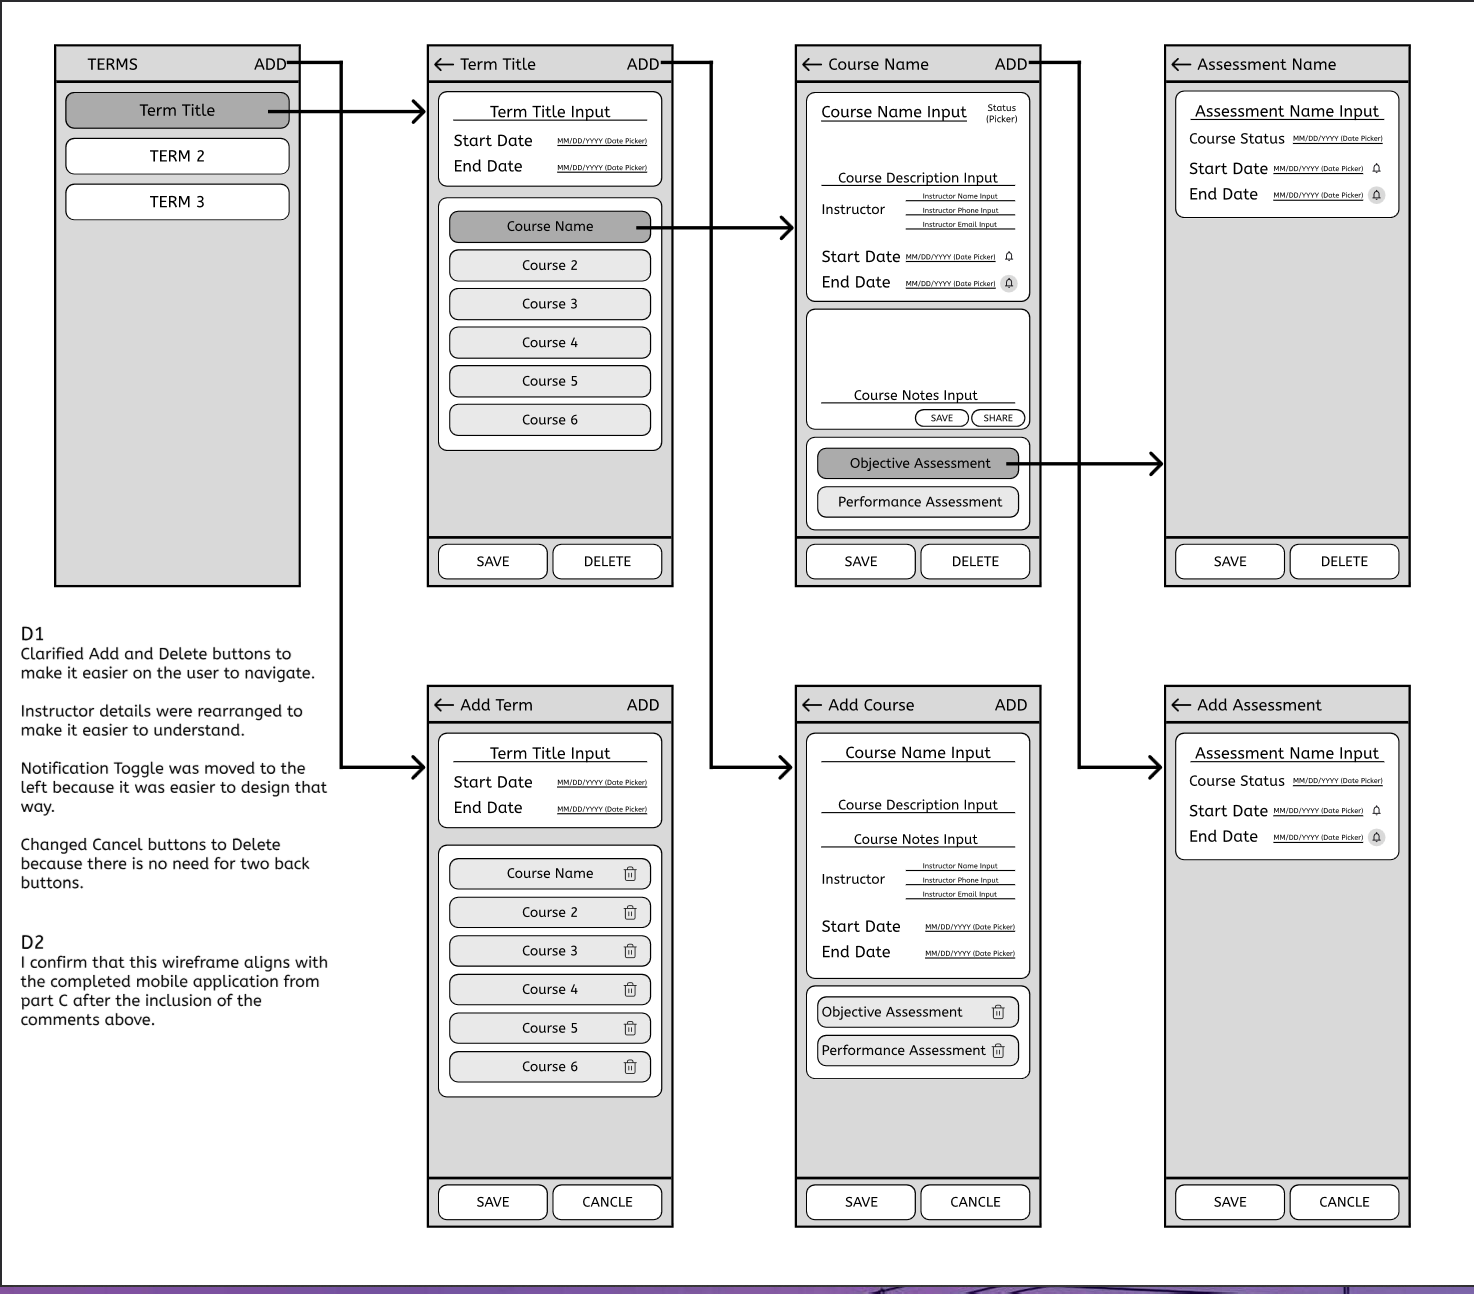 TERMS ADD
Term Title
TERM 2
TERM 3
Term Title ADD
Term Title Input
Start Date MM/DD/YYYY (Date Picker)
End Date MM/DD/YYYY (Date Picker)
Course Name
Course 2
Course 3
Course 4
Course 5
Course 6
SAVE DELETE
Course Name ADD
Course Name Input Status
(Picker)
Course Description Input
Instructor Name Input
Instructor Instructor Phone Input
Instructor Email Input
Start Date MM/DD/YYYY (Date Picker)
End Date MM/DD/YYYY (Date Picker)
Course Notes Input
SAVE SHARE
Objective Assessment
Performance Assessment
SAVE DELETE
Assessment Name
Assessment Name Input
Course Status MM/DD/YYYY (Date Picker)
Start Date MM/DD/YYYY (Date Picker)
End Date MM/DD/YYYY (Date Picker)
SAVE DELETE
D1
Clarified Add and Delete buttons to
make it easier on the user to navigate.
Instructor details were rearranged to
make it easier to understand.
Notification Toggle was moved to the
left because it was easier to design that
way.
Changed Cancel buttons to Delete
because there is no need for two back
buttons.
D2
I confirm that this wireframe aligns with
the completed mobile application from
part C after the inclusion of the
comments above.
Add Term ADD
Term Title Input
Start Date MM/DD/YYYY (Date Picker)
End Date MM/DD/YYYY (Date Picker)
Course Name
Course 2
Course 3
Course 4
Course 5
Course 6
SAVE CANCLE
Add Course ADD
Course Name Input
Course Description Input
Course Notes Input
Instructor Name Input
Instructor Instructor Phone Input
Instructor Email Input
Start Date MM/DD/YYYY (Date Picker)
End Date MM/DD/YYYY (Date Picker)
Objective Assessment
Performance Assessment
SAVE CANCLE
Add Assessment
Assessment Name Input
Course Status MM/DD/YYYY (Date Picker)
Start Date MM/DD/YYYY (Date Picker)
End Date MM/DD/YYYY (Date Picker)
SAVE CANCLE